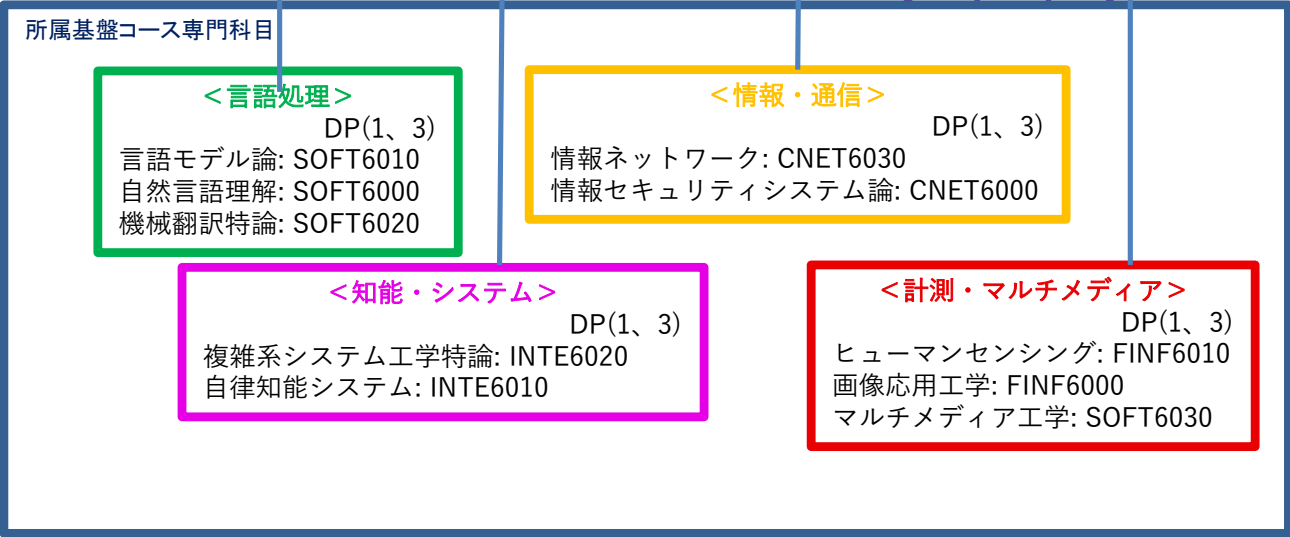 所属基盤コース専門科目
＜言語処理＞
DP(1、3)
言語モデル論: SOFT6010
自然言語理解: SOFT6000
機械翻訳特論: SOFT6020
＜情報・通信＞
DP(1、3)
情報ネットワーク: CNET6030
情報セキュリティシステム論: CNET6000
＜知能・システム＞
DP(1、3)
複雑系システム工学特論: INTE6020
自律知能システム: INTE6010
＜計測・マルチメディア＞
DP(1、3)
ヒューマンセンシング: FINF6010
画像応用工学: FINF6000
マルチメディア工学: SOFT6030